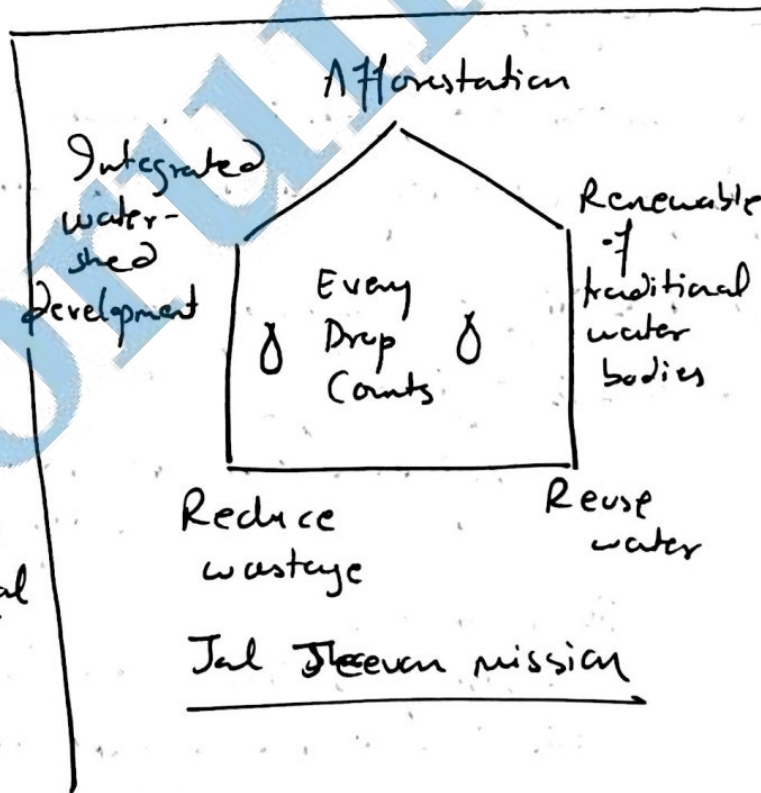 Afforestation
Integrated
water-
shed
development
Renewable
of
traditional
water
bodies
Every
Drop
Counts
Reduce
wastage
Reuse
water
Jal Jeevan mission